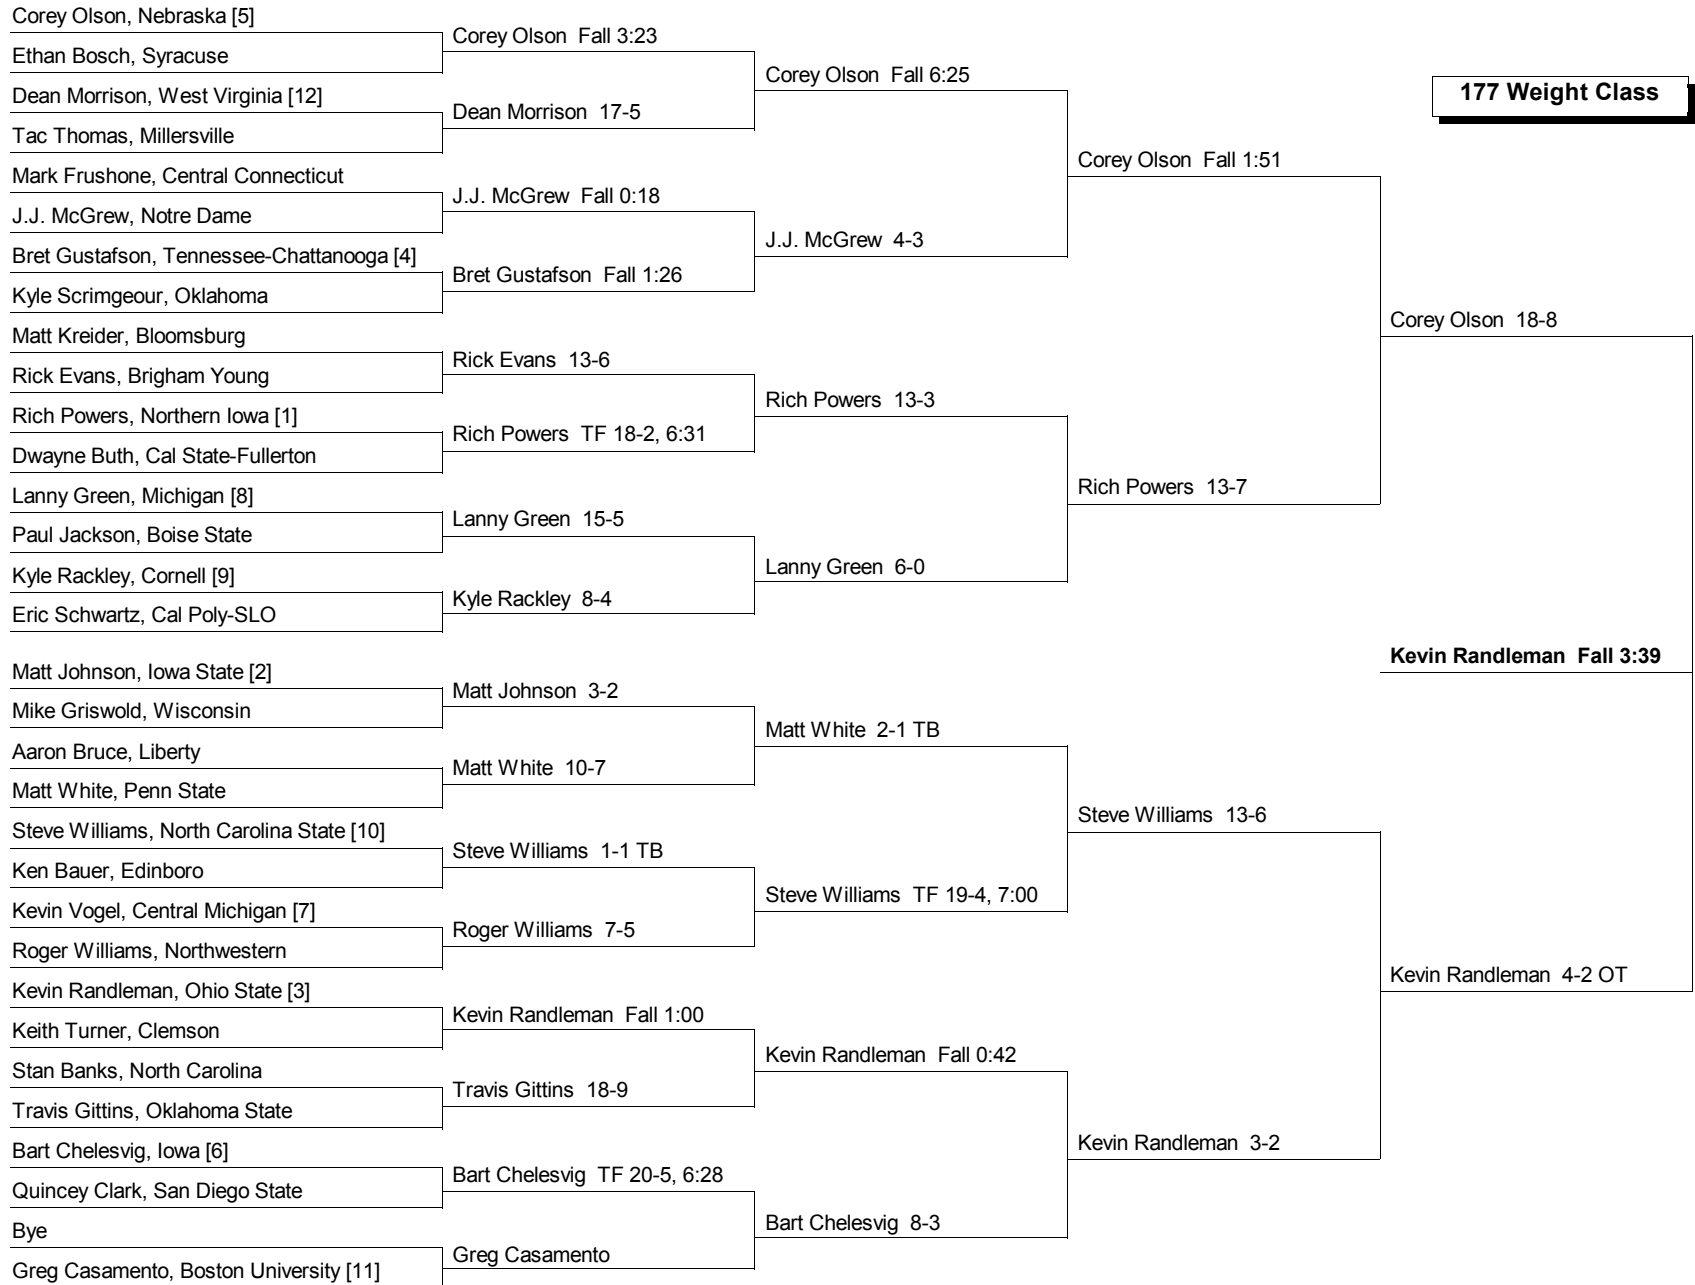 Corey Olson, Nebraska [5]
Ethan Bosch, Syracuse
Dean Morrison, West Virginia [12]
Tac Thomas, Millersville
Mark Frushone, Central Connecticut
J.J. McGrew, Notre Dame
Bret Gustafson, Tennessee-Chattanooga [4]
Kyle Scrimgeour, Oklahoma
Matt Kreider, Bloomsburg
Rick Evans, Brigham Young
Rich Powers, Northern Iowa [1]
Dwayne Buth, Cal State-Fullerton
Lanny Green, Michigan [8]
Paul Jackson, Boise State
Kyle Rackley, Cornell [9]
Eric Schwartz, Cal Poly-SLO
Matt Johnson, Iowa State [2]
Mike Griswold, Wisconsin
Aaron Bruce, Liberty
Matt White, Penn State
Steve Williams, North Carolina State [10]
Ken Bauer, Edinboro
Kevin Vogel, Central Michigan [7]
Roger Williams, Northwestern
Kevin Randleman, Ohio State [3]
Keith Turner, Clemson
Stan Banks, North Carolina
Travis Gittins, Oklahoma State
Bart Chelesvig, Iowa [6]
Quincey Clark, San Diego State
Bye
Greg Casamento, Boston University [11]
Corey Olson Fall 3:23
Dean Morrison 17-5
J.J. McGrew Fall 0:18
Bret Gustafson Fall 1:26
Rick Evans 13-6
Rich Powers TF 18-2, 6:31
Lanny Green 15-5
Kyle Rackley 8-4
Matt Johnson 3-2
Matt White 10-7
Steve Williams 1-1 TB
Roger Williams 7-5
Kevin Randleman Fall 1:00
Travis Gittins 18-9
Bart Chelesvig TF 20-5, 6:28
Greg Casamento
Corey Olson Fall 6:25
J.J. McGrew 4-3
Rich Powers 13-3
Lanny Green 6-0
Matt White 2-1 TB
Steve Williams TF 19-4, 7:00
Kevin Randleman Fall 0:42
Bart Chelesvig 8-3
Corey Olson Fall 1:51
Rich Powers 13-7
Steve Williams 13-6
Kevin Randleman 3-2
177 Weight Class
Corey Olson 18-8
Kevin Randleman Fall 3:39
Kevin Randleman 4-2 OT